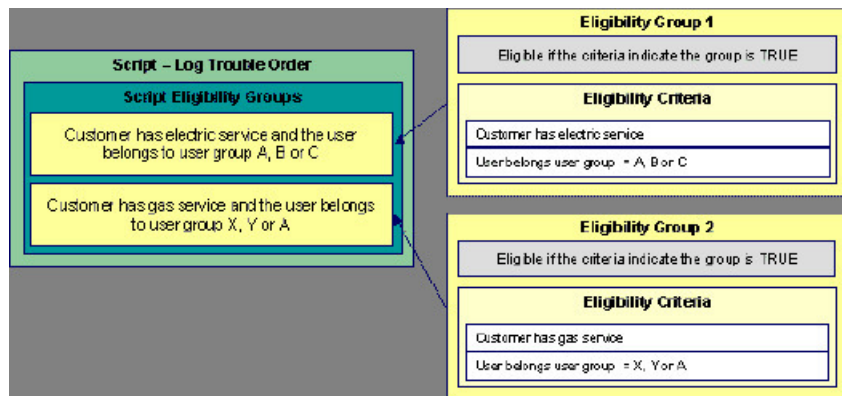 Script – Log Trouble Order
Script Eligibility Groups
Customer has electric service and the user
belongs to user group A, B or C
Customer has gas service and the user belongs
to user group X, Y or A
Eligibility Group 1
Eligible if the criteria indicate the group is TRUE
Eligibility Criteria
Customer has electric service
User belongs user group = A, B or C
Eligibility Group 2
Eligible if the criteria indicate the group is TRUE
Eligibility Criteria
Customer has gas service
User belongs user group = X, Y or A